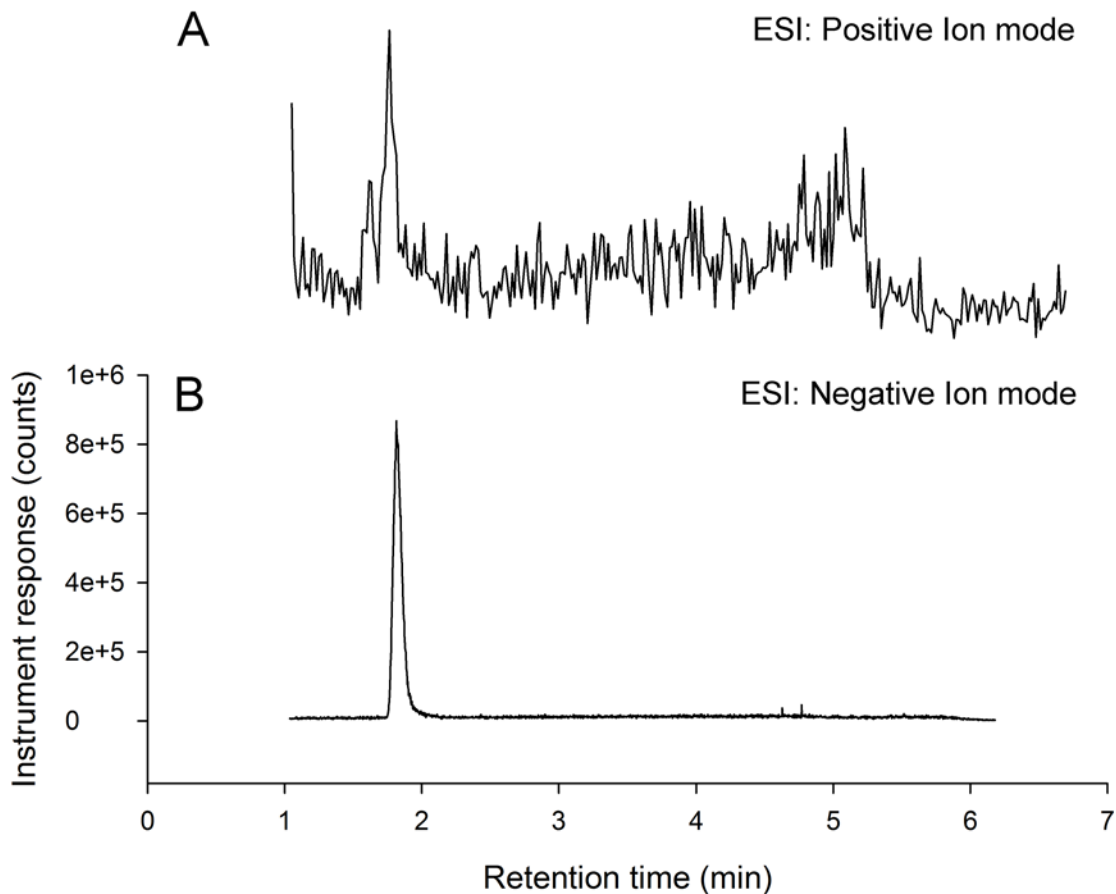 A
ESI: Positive Ion mode
B
ESI: Negative Ion mode
Instrument response (counts)
1e+6
8e+5
6e+5
4e+5
2e+5
0
0 1 2 3 4 5 6 7
Retention time (min)